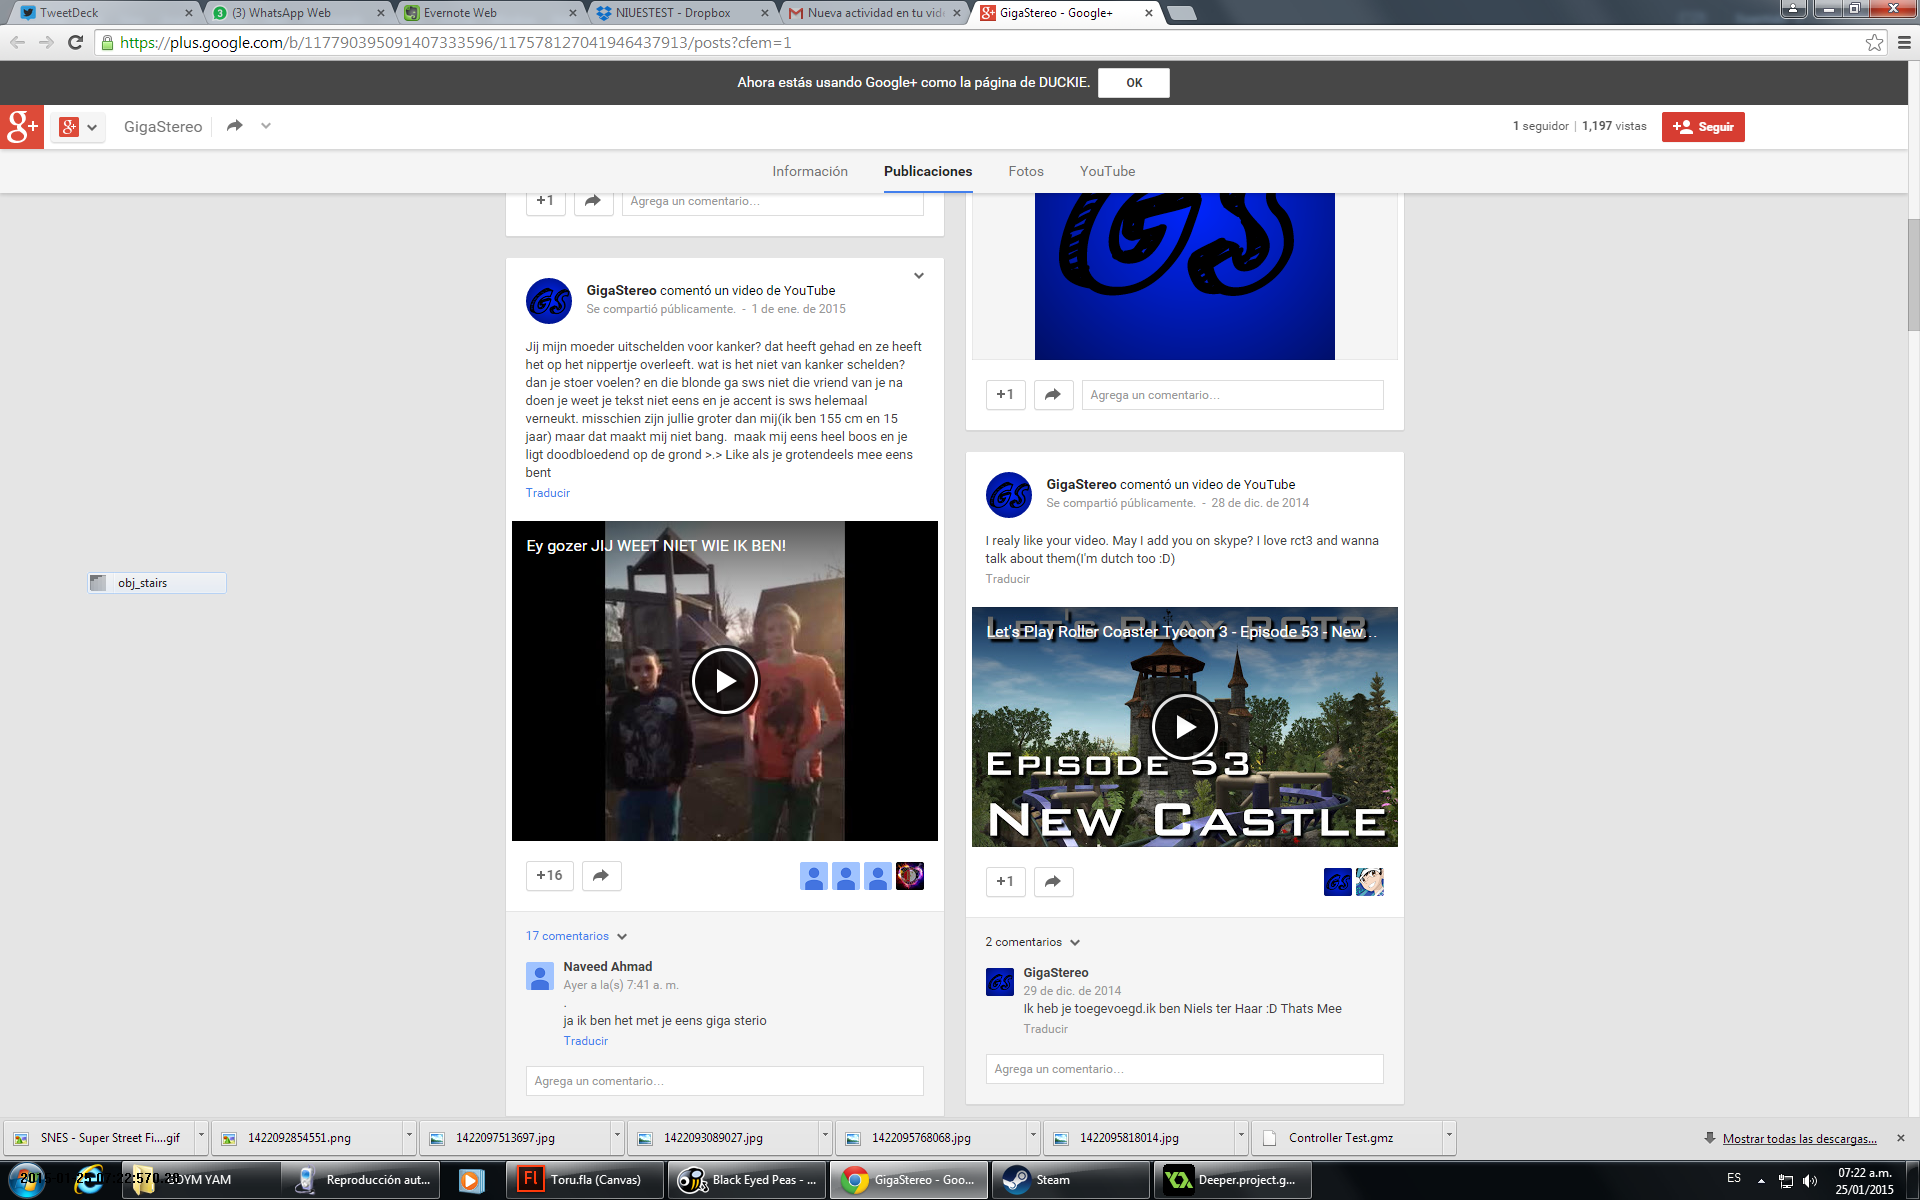 TweetDeck
(3) WhatsApp Web
Evernote Web
NIUESTEST - Dropbox
Nueva actividad en tu vide
GigaStereo - Google+
https://plus.google.com/b/117790395091407333596/117578127041946437913/posts?cfem=1
Ahora estás usando Google+ como la página de DUCKIE.
OK
g+
GigaStereo
1 seguidor | 1,197 vistas
Seguir
Información
Publicaciones
Fotos
YouTube
+1
Agrega un comentario...
GigaStereo comentó un video de YouTube
Se compartió públicamente. - 1 de ene. de 2015
Jij mijn moeder uitschelden voor kanker? dat heeft gehad en ze heeft
het op het nippertje overleeft. wat is het niet van kanker schelden?
dan je stoer voelen? en die blonde ga sws niet die vriend van je na
doen je weet je tekst niet eens en je accent is sws helemaal
verneukt. misschien zijn jullie groter dan mij(ik ben 155 cm en 15
jaar) maar dat maakt mij niet bang. maak mij eens heel boos en je
ligt doodbloedend op de grond >.> Like als je grotendeels mee eens
bent
Traducir
Ey gozer JIJ WEET NIET WIE IK BEN!
+16
17 comentarios
Naveed Ahmad
Ayer a la(s) 7:41 a. m.
.
ja ik ben het met je eens giga sterio
Traducir
Agrega un comentario...
GS
+1
Agrega un comentario...
GigaStereo comentó un video de YouTube
Se compartió públicamente. - 28 de dic. de 2014
I realy like your video. May I add you on skype? I love rct3 and wanna
talk about them(I'm dutch too :D)
Traducir
LET'S PLAY RCT3
Let's Play Roller Coaster Tycoon 3 - Episode 53 - New...
EPISODE 53
NEW CASTLE
+1
2 comentarios
GigaStereo
29 de dic. de 2014
Ik heb je toegevoegd.ik ben Niels ter Haar :D Thats Mee
Traducir
Agrega un comentario...
obj_stairs
SNES - Super Street Fi....gif
1422092854551.png
1422097513697.jpg
1422093089027.jpg
1422095768068.jpg
1422095818014.jpg
Controller Test.gmz
Mostrar todas las descargas...
YAM
Reproducción aut...
Toru.fla (Canvas)
Black Eyed Peas - ...
GigaStereo - Goo...
Steam
Deeper.project.g...
ES
07:22 a.m.
25/01/2015